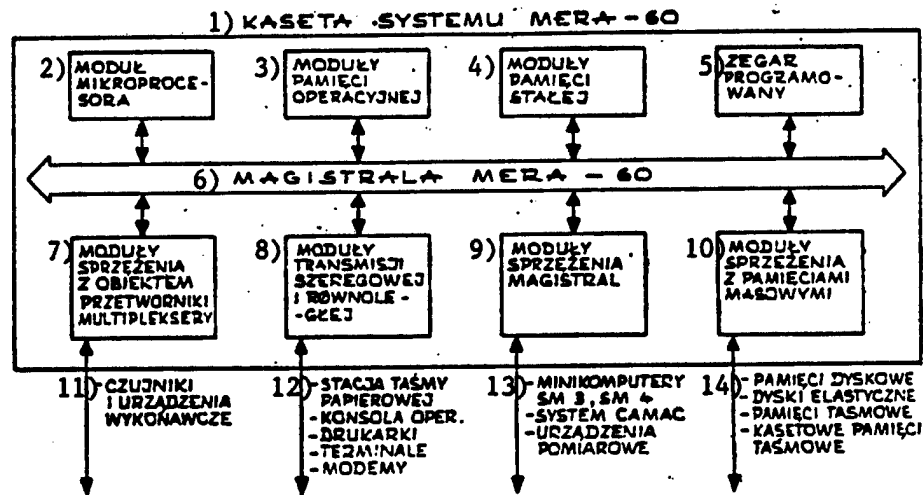 1) KASETA SYSTEMU MERA - 60
2) MODUŁ
MIKROPROCE-
SORA
3) MODUŁY
PAMIĘCI
OPERACYJNEJ
4) MODUŁY
PAMIĘCI
STAŁEJ
5) ZEGAR
PROGRAMO-
WANY
6) MAGISTRALA MERA - 60
7) MODUŁY
SPRZĘŻENIA
Z OBIEKTEM
PRZETWORNIKI
MULTIPLEKSERY
8) MODUŁY
TRANSMISJI
SZEREGOWEJ
I RÓWNOLE-
-GŁEJ
9) MODUŁY
SPRZĘŻENIA
MAGISTRAL
10) MODUŁY
SPRZĘŻENIA
Z PAMIĘCIAMI
MASOWYMI
11) - CZUJNIKI
I URZĄDZENIA
WYKONAWCZE
12) - STACJA TAŚMY
PAPIEROWEJ
- KONSOLA OPER.
- DRUKARKI
- TERMINALE
- MODEMY
13) - MINIKOMPUTERY
SM 3, SM 4
- SYSTEM CAMAC
- URZĄDZENIA
POMIAROWE
14) - PAMIĘCI DYSKOWE
- DYSKI ELASTYCZNE
- PAMIĘCI TAŚMOWE
- KASETOWE PAMIĘCI
TAŚMOWE